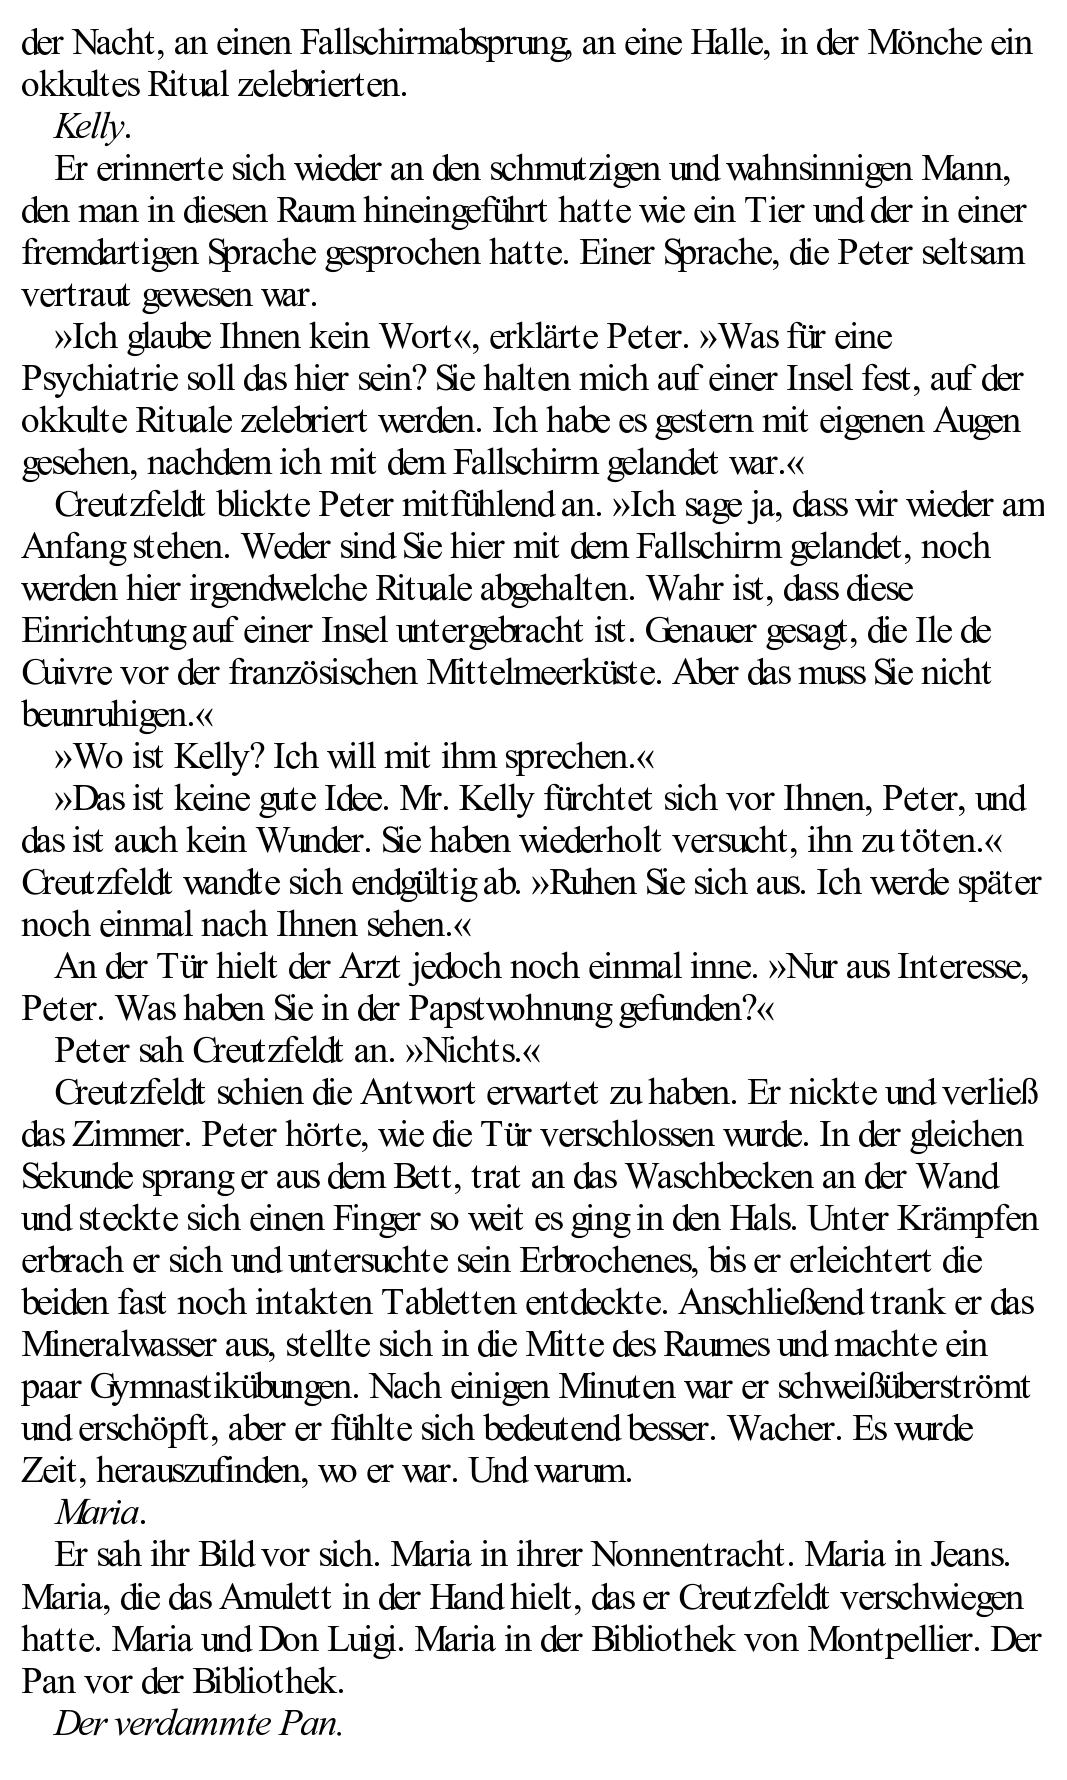 der Nacht, an einen Fallschirmabsprung, an eine Halle, in der Mönche ein
okkultes Ritual zelebrierten.
Kelly.
Er erinnerte sich wieder an den schmutzigen und wahnsinnigen Mann,
den man in diesen Raum hineingeführt hatte wie ein Tier und der in einer
fremdartigen Sprache gesprochen hatte. Einer Sprache, die Peter seltsam
vertraut gewesen war.
»Ich glaube Ihnen kein Wort«, erklärte Peter. »Was für eine
Psychiatrie soll das hier sein? Sie halten mich auf einer Insel fest, auf der
okkulte Rituale zelebriert werden. Ich habe es gestern mit eigenen Augen
gesehen, nachdem ich mit dem Fallschirm gelandet war.«
Creutzfeldt blickte Peter mitfühlend an. »Ich sage ja, dass wir wieder am
Anfang stehen. Weder sind Sie hier mit dem Fallschirm gelandet, noch
werden hier irgendwelche Rituale abgehalten. Wahr ist, dass diese
Einrichtung auf einer Insel untergebracht ist. Genauer gesagt, die Ile de
Cuivre vor der französischen Mittelmeerküste. Aber das muss Sie nicht
beunruhigen.«
»Wo ist Kelly? Ich will mit ihm sprechen.«
»Das ist keine gute Idee. Mr. Kelly fürchtet sich vor Ihnen, Peter, und
das ist auch kein Wunder. Sie haben wiederholt versucht, ihn zu töten.«
Creutzfeldt wandte sich endgültig ab. »Ruhen Sie sich aus. Ich werde später
noch einmal nach Ihnen sehen.«
An der Tür hielt der Arzt jedoch noch einmal inne. »Nur aus Interesse,
Peter. Was haben Sie in der Papstwohnung gefunden?«
Peter sah Creutzfeldt an. »Nichts.«
Creutzfeldt schien die Antwort erwartet zu haben. Er nickte und verließ
das Zimmer. Peter hörte, wie die Tür verschlossen wurde. In der gleichen
Sekunde sprang er aus dem Bett, trat an das Waschbecken an der Wand
und steckte sich einen Finger so weit es ging in den Hals. Unter Krämpfen
erbrach er sich und untersuchte sein Erbrochenes, bis er erleichtert die
beiden fast noch intakten Tabletten entdeckte. Anschließend trank er das
Mineralwasser aus, stellte sich in die Mitte des Raumes und machte ein
paar Gymnastikübungen. Nach einigen Minuten war er schweißüberströmt
und erschöpft, aber er fühlte sich bedeutend besser. Wacher. Es wurde
Zeit, herauszufinden, wo er war. Und warum.
Maria.
Er sah ihr Bild vor sich. Maria in ihrer Nonnentracht. Maria in Jeans.
Maria, die das Amulett in der Hand hielt, das er Creutzfeldt verschwiegen
hatte. Maria und Don Luigi. Maria in der Bibliothek von Montpellier. Der
Pan vor der Bibliothek.
Der verdammte Pan.